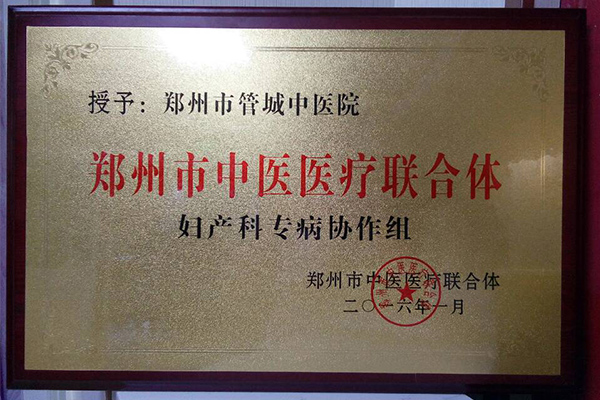 授予：郑州市管城中医院
郑州市中医医疗联合体
妇产科专病协作组
郑州市中医医疗联合体
二〇一六年一月